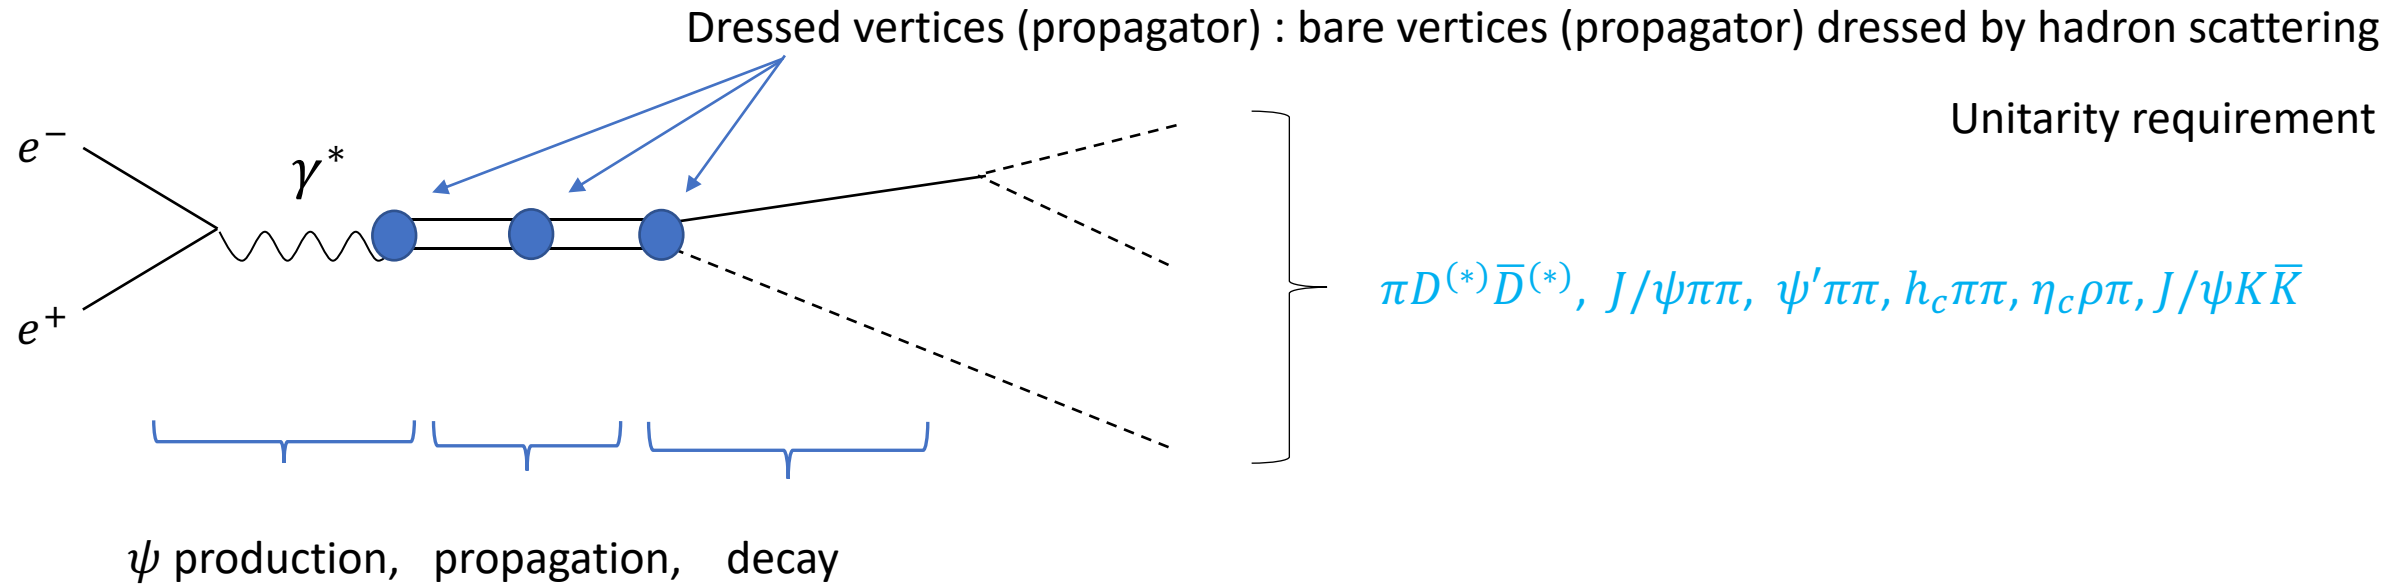 Dressed vertices (propagator) : bare vertices (propagator) dressed by hadron scattering
Unitarity requirement
e⁻
γ*
e⁺
πD⁽*⁾D̅⁽*⁾, J/ψππ, ψ′ππ, h_cππ, η_cρπ, J/ψKK̅
ψ production, propagation, decay